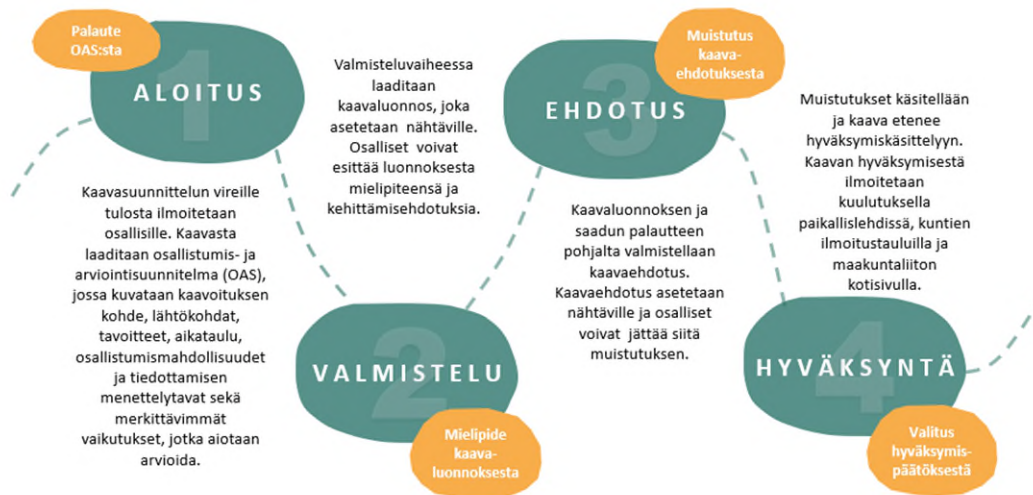 Palaute
OAS:sta
1
ALOITUS
Kaavasuunnittelun vireille
tulosta ilmoitetaan
osallisille. Kaavasta
laaditaan osallistumis- ja
arviointisuunnitelma (OAS),
jossa kuvataan kaavoituksen
kohde, lähtökohdat,
tavoitteet, aikataulu,
osallistumismahdollisuudet
ja tiedottamisen
menettelytavat sekä
merkittävimmät
vaikutukset, jotka aiotaan
arvioida.
Valmisteluvaiheessa
laaditaan
kaavaluonnos, joka
asetetaan nähtäville.
Osalliset voivat
esittää luonnoksesta
mielipiteensä ja
kehittämisehdotuksia.
2
VALMISTELU
Mielipide
kaava-
luonnoksesta
Muistutus
kaava-
ehdotuksesta
3
EHDOTUS
Kaavaluonnoksen ja
saadun palautteen
pohjalta valmistellaan
kaavaehdotus.
Kaavaehdotus asetetaan
nähtäville ja osalliset
voivat jättää siitä
muistutuksen.
Muistutukset käsitellään
ja kaava etenee
hyväksymiskäsittelyyn.
Kaavan hyväksymisestä
ilmoitetaan
kuulutuksella
paikallislehdissä, kuntien
ilmoitustauluilla ja
maakuntaliiton
kotisivulla.
4
HYVÄKSYNTÄ
Valitus
hyväksymis-
päätöksestä